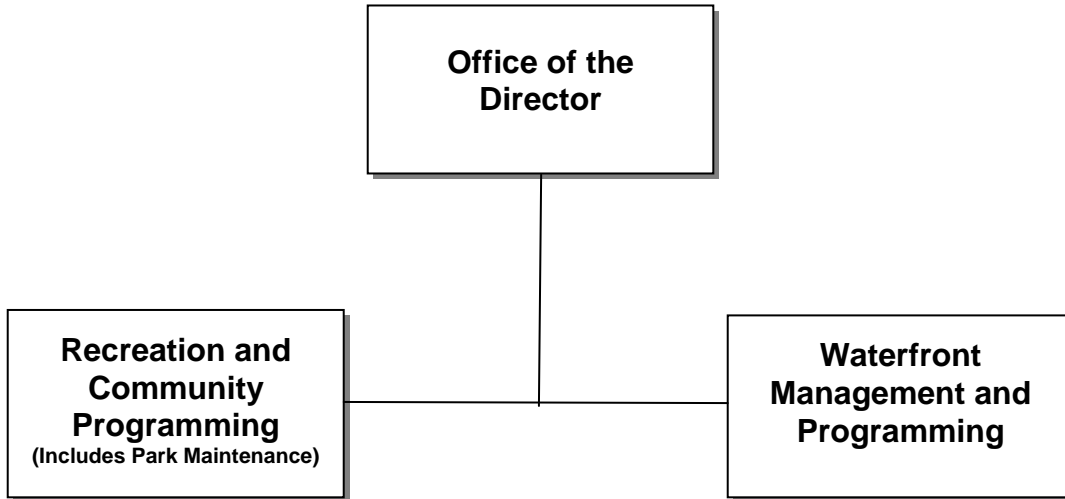 Office of the
Director
Recreation and
Community
Programming
(Includes Park Maintenance)
Waterfront
Management and
Programming